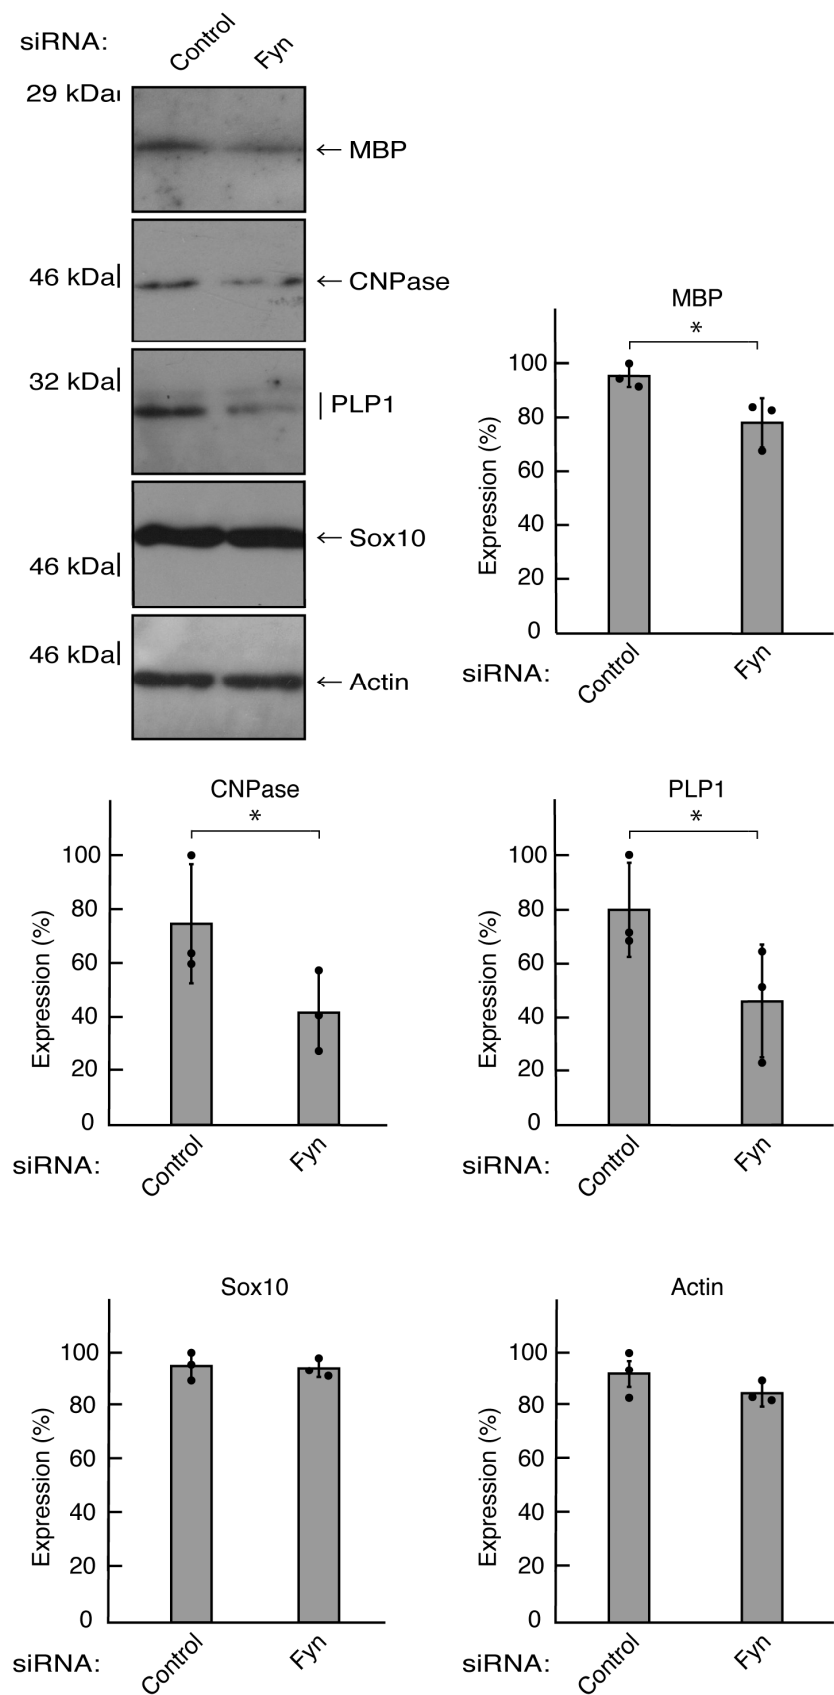 siRNA: Control Fyn
29 kDa
← MBP
46 kDa
← CNPase
32 kDa
PLP1
← Sox10
46 kDa
46 kDa
← Actin
MBP
*
Expression (%)
100
80
60
40
20
0
siRNA: Control Fyn
CNPase
*
Expression (%)
100
80
60
40
20
0
siRNA: Control Fyn
PLP1
*
Expression (%)
100
80
60
40
20
0
siRNA: Control Fyn
Sox10
Expression (%)
100
80
60
40
20
0
siRNA: Control Fyn
Actin
Expression (%)
100
80
60
40
20
0
siRNA: Control Fyn